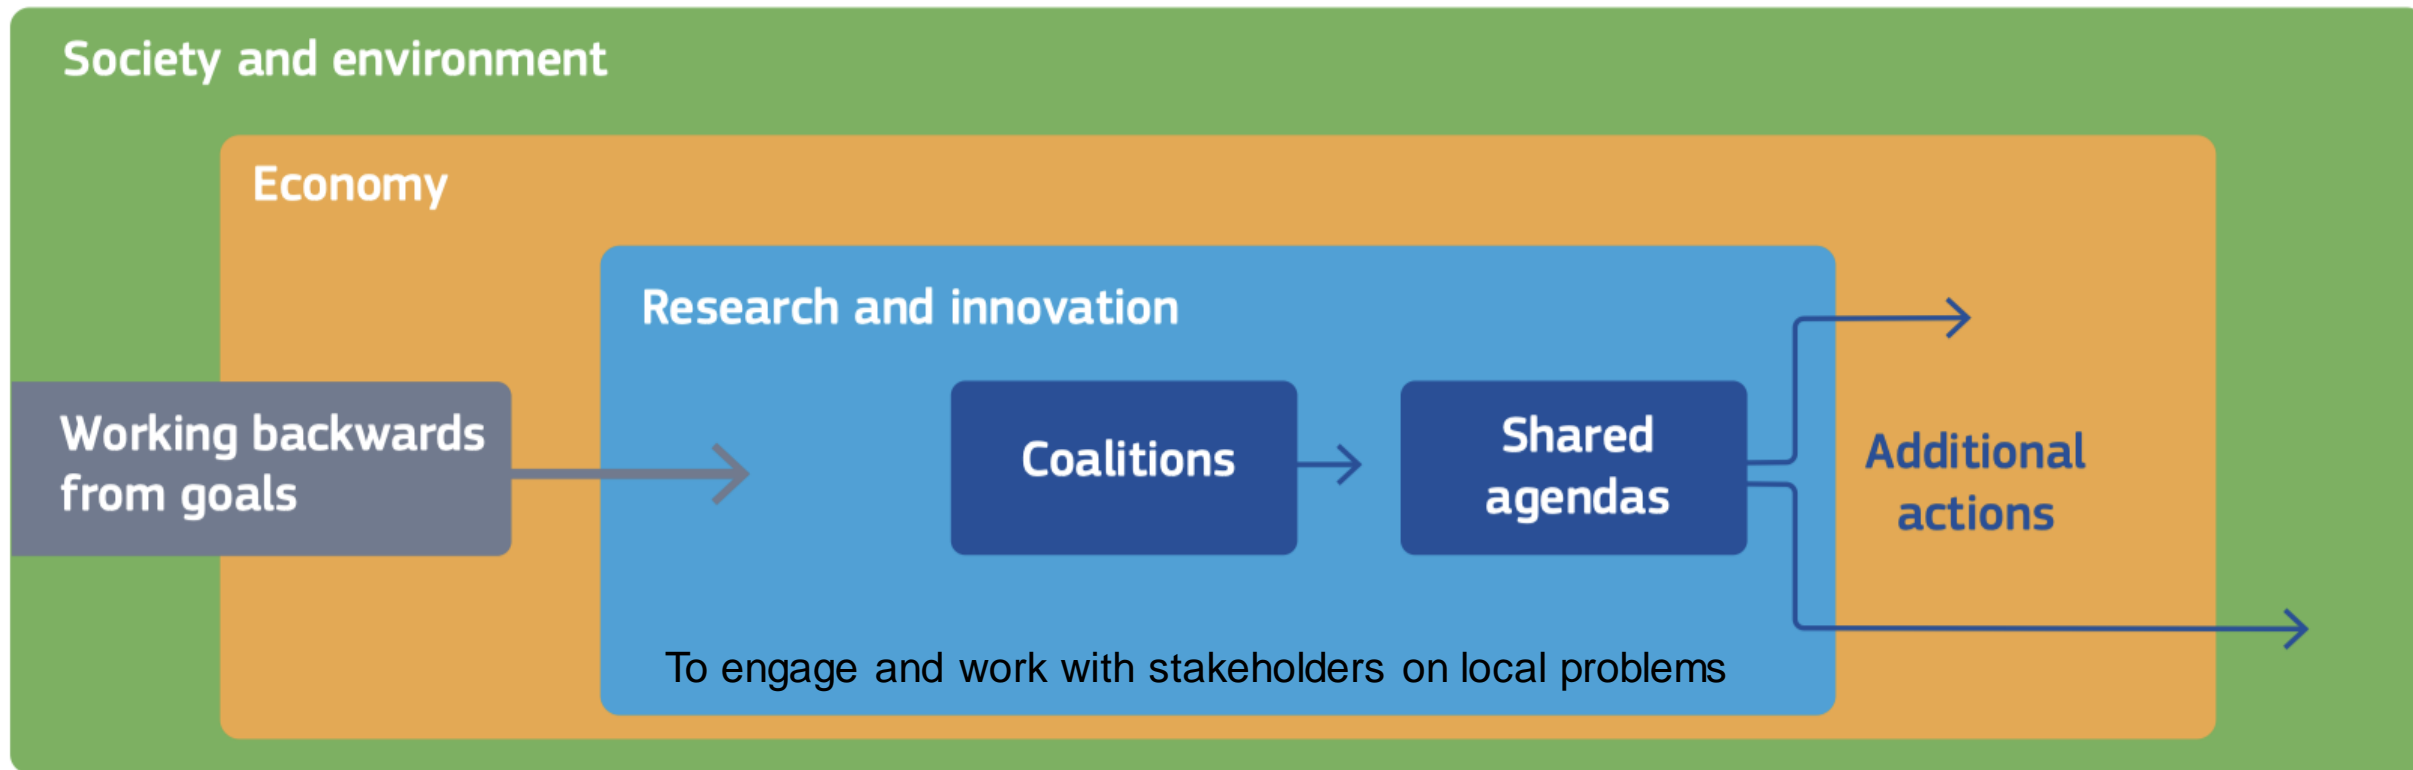 Society and environment
Economy
Research and innovation
Working backwards
from goals
Coalitions
Shared
agendas
Additional
actions
To engage and work with stakeholders on local problems